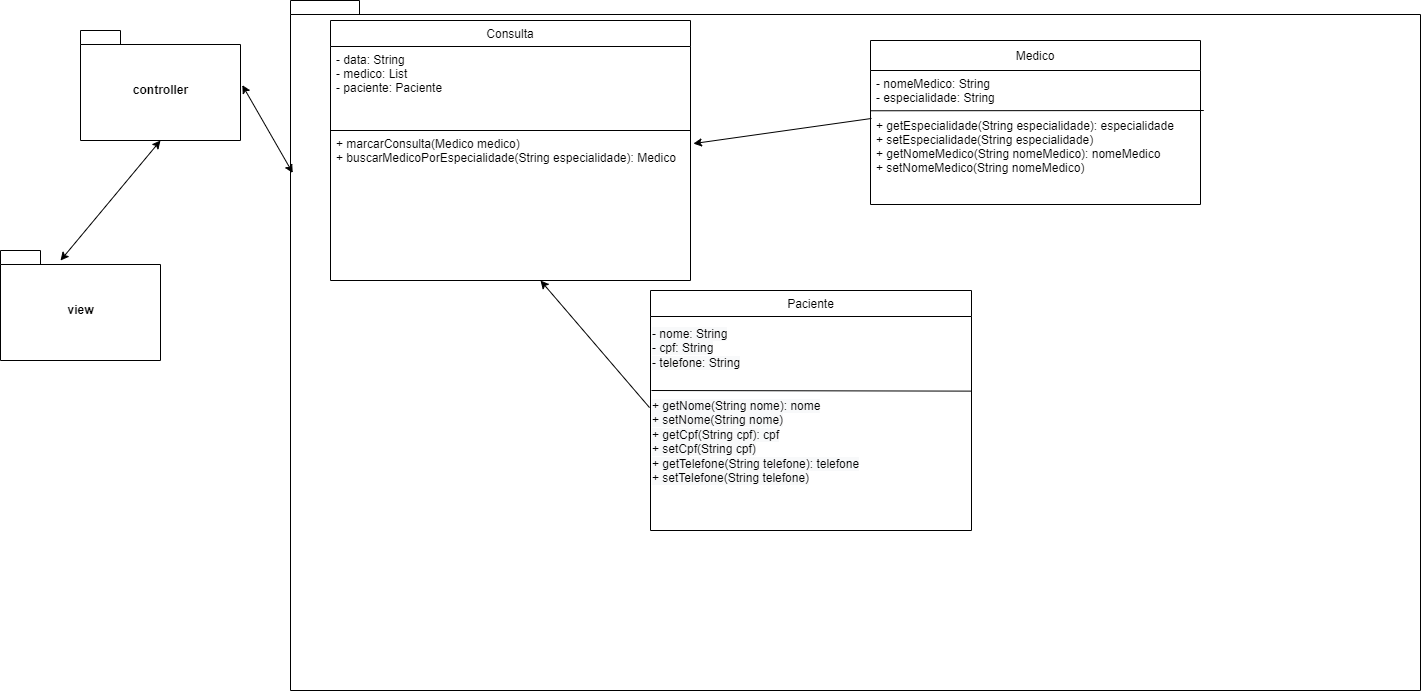 controller
view
Consulta
- data: String
- medico: List
- paciente: Paciente
+ marcarConsulta(Medico medico)
+ buscarMedicoPorEspecialidade(String especialidade): Medico
Medico
- nomeMedico: String
- especialidade: String
+ getEspecialidade(String especialidade): especialidade
+ setEspecialidade(String especialidade)
+ getNomeMedico(String nomeMedico): nomeMedico
+ setNomeMedico(String nomeMedico)
Paciente
- nome: String
- cpf: String
- telefone: String
+ getNome(String nome): nome
+ setNome(String nome)
+ getCpf(String cpf): cpf
+ setCpf(String cpf)
+ getTelefone(String telefone): telefone
+ setTelefone(String telefone)